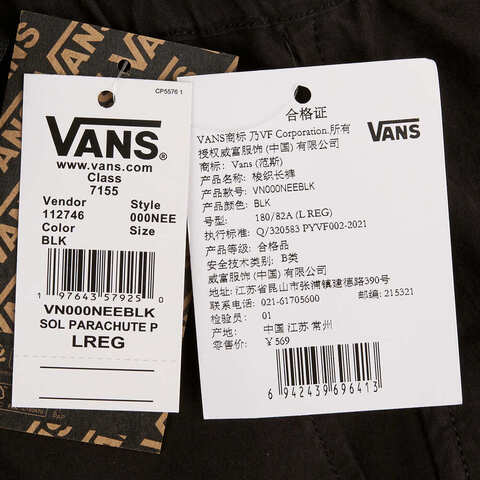 VANS
CP5576 1
VANS®
www.vans.com
Class
7155
Vendor Style
112746 000NEE
Color Size
BLK
1 97643 57925 0
VN000NEEBLK
SOL PARACHUTE P
LREG
合格证
VANS
VANS商标 乃VF Corporation.所有
授权威富服饰 (中国) 有限公司
商标: Vans (范斯)
产品名称: 梭织长裤
产品款号: VN000NEEBLK
产品颜色: BLK
号型: 180/82A (L REG)
执行标准: Q/320583 PYVF002-2021
产品等级: 合格品
安全技术类别: B类
威富服饰 (中国) 有限公司
地址: 江苏省昆山市张浦镇建德路390号
联系电话: 021-61705600 邮编: 215321
检验员: 01
产地: 中国 江苏 常州
零售价: ¥569
6 942439 696413